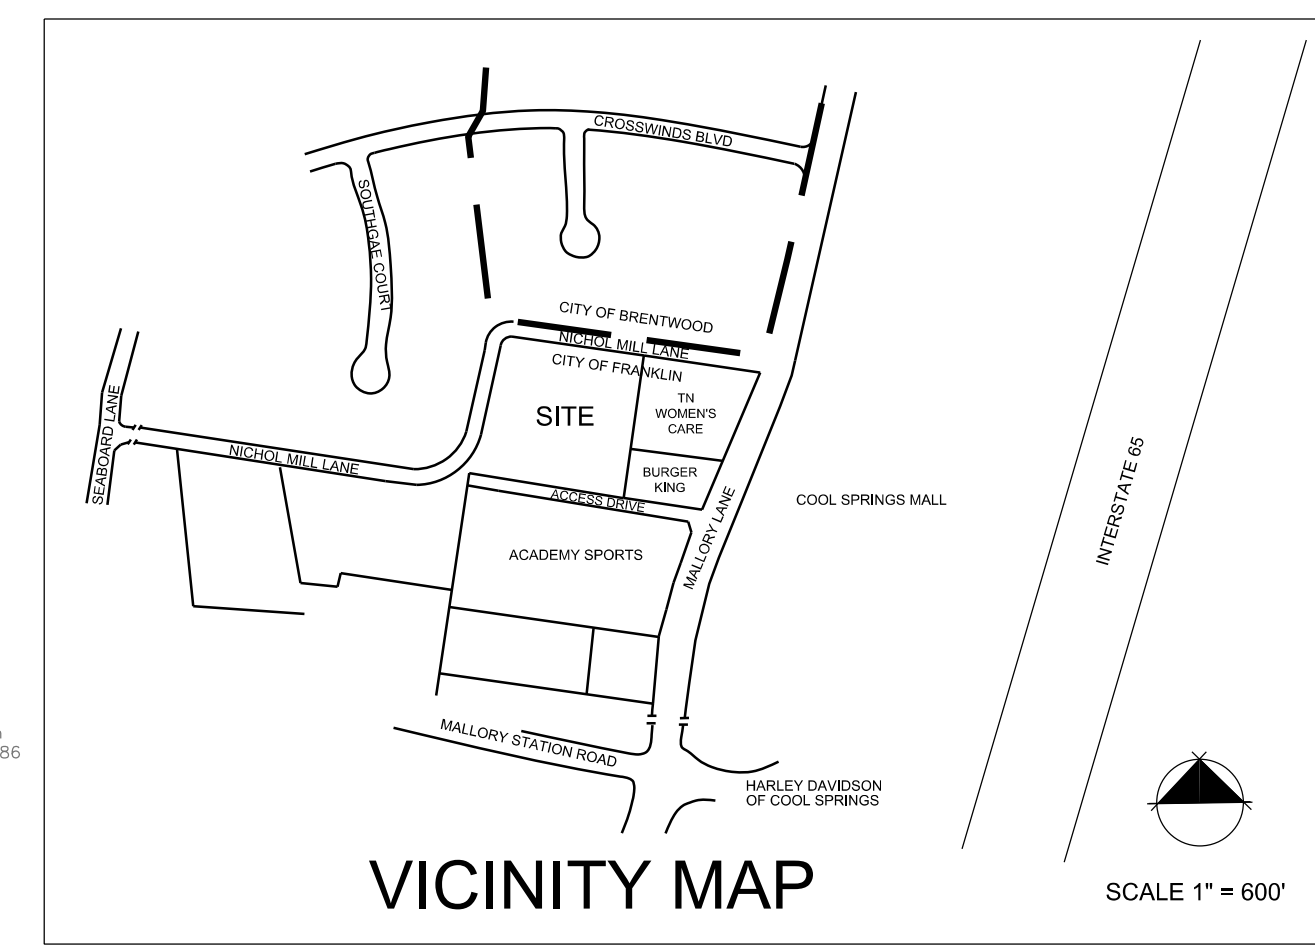 CROSSWINDS BLVD
SOUTHGAE COURT
CITY OF BRENTWOOD
NICHOL MILL LANE
CITY OF FRANKLIN
SITE
TN
WOMEN'S
CARE
SEABOARD LANE
NICHOL MILL LANE
BURGER
KING
ACCESS DRIVE
MALLORY LANE
COOL SPRINGS MALL
INTERSTATE 65
ACADEMY SPORTS
MALLORY STATION ROAD
86
HARLEY DAVIDSON
OF COOL SPRINGS
VICINITY MAP
SCALE 1" = 600'